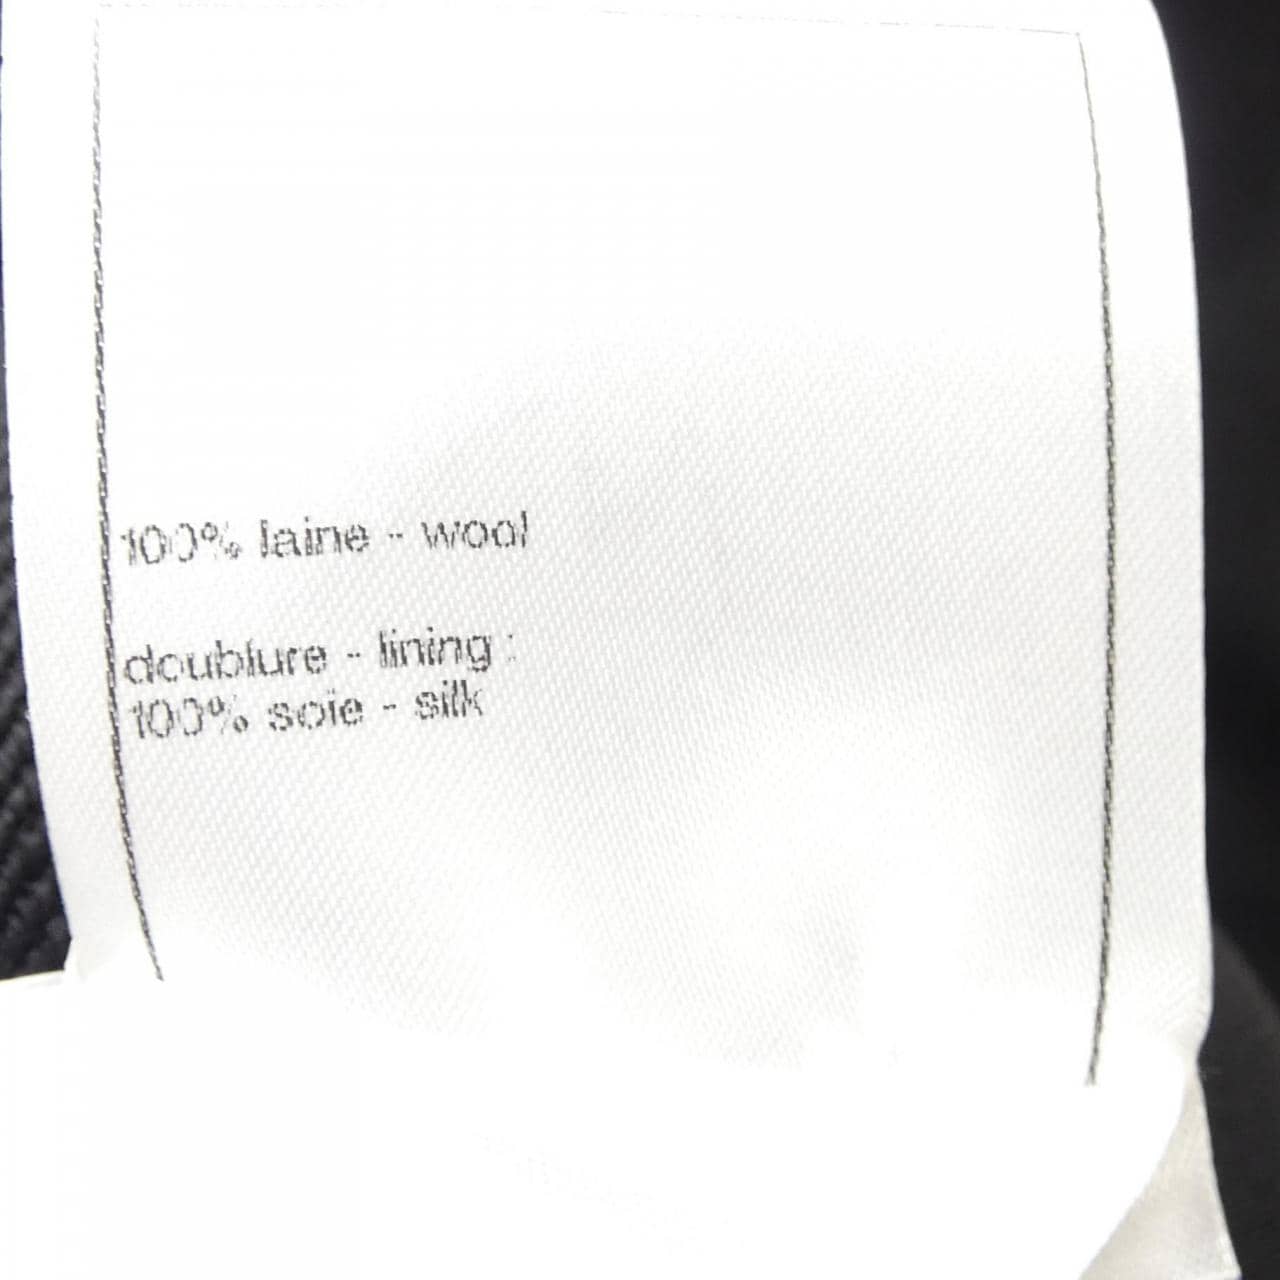 100% laine - wool
doublure - lining :
100% soie - silk